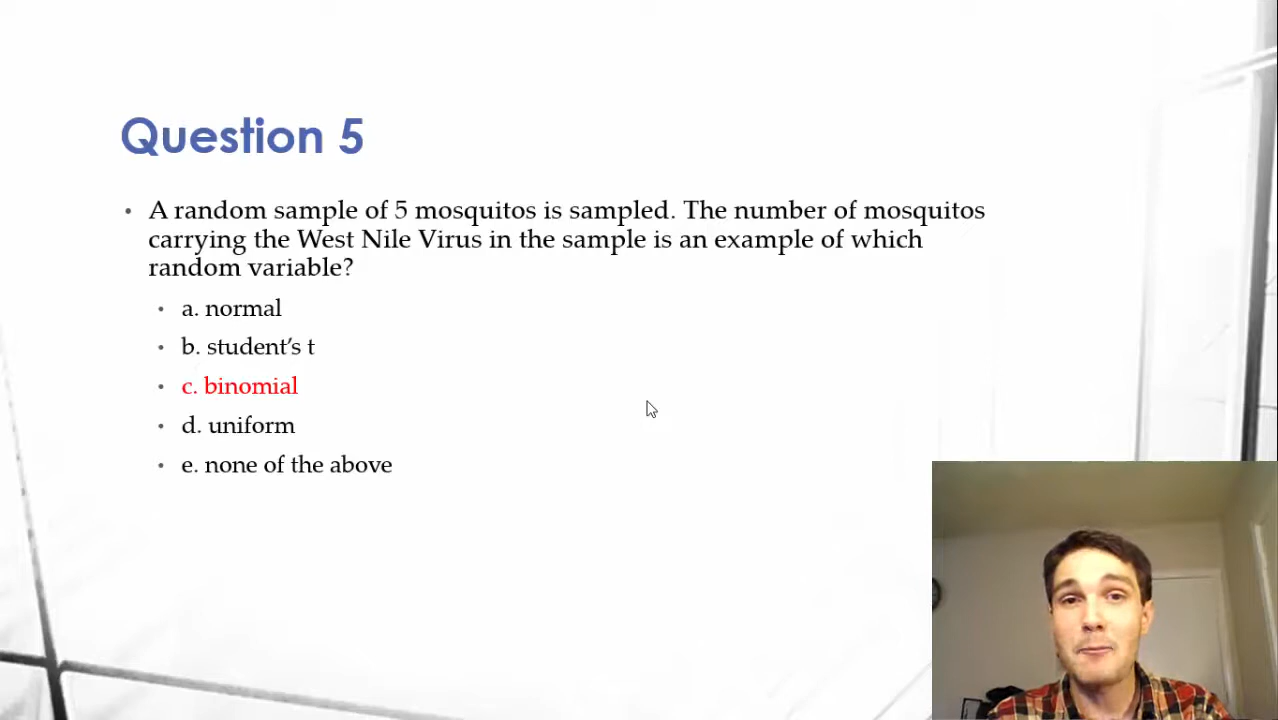 Question 5
• A random sample of 5 mosquitos is sampled. The number of mosquitos
carrying the West Nile Virus in the sample is an example of which
random variable?
• a. normal
• b. student’s t
• c. binomial
• d. uniform
• e. none of the above